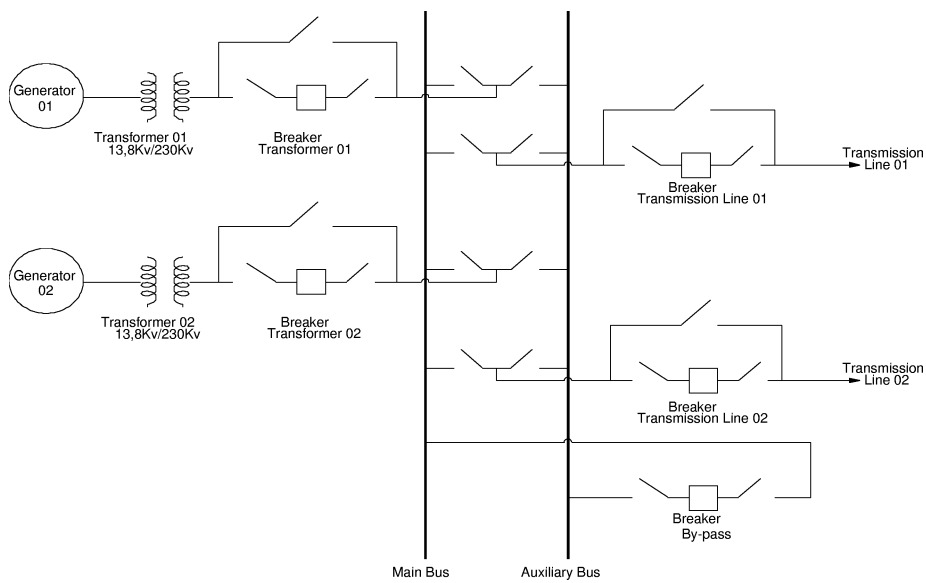 Generator
01
Transformer 01
13,8Kv/230Kv
Breaker
Transformer 01
Transmission
Line 01
Breaker
Transmission Line 01
Generator
02
Transformer 02
13,8Kv/230Kv
Breaker
Transformer 02
Transmission
Line 02
Breaker
Transmission Line 02
Breaker
By-pass
Main Bus
Auxiliary Bus